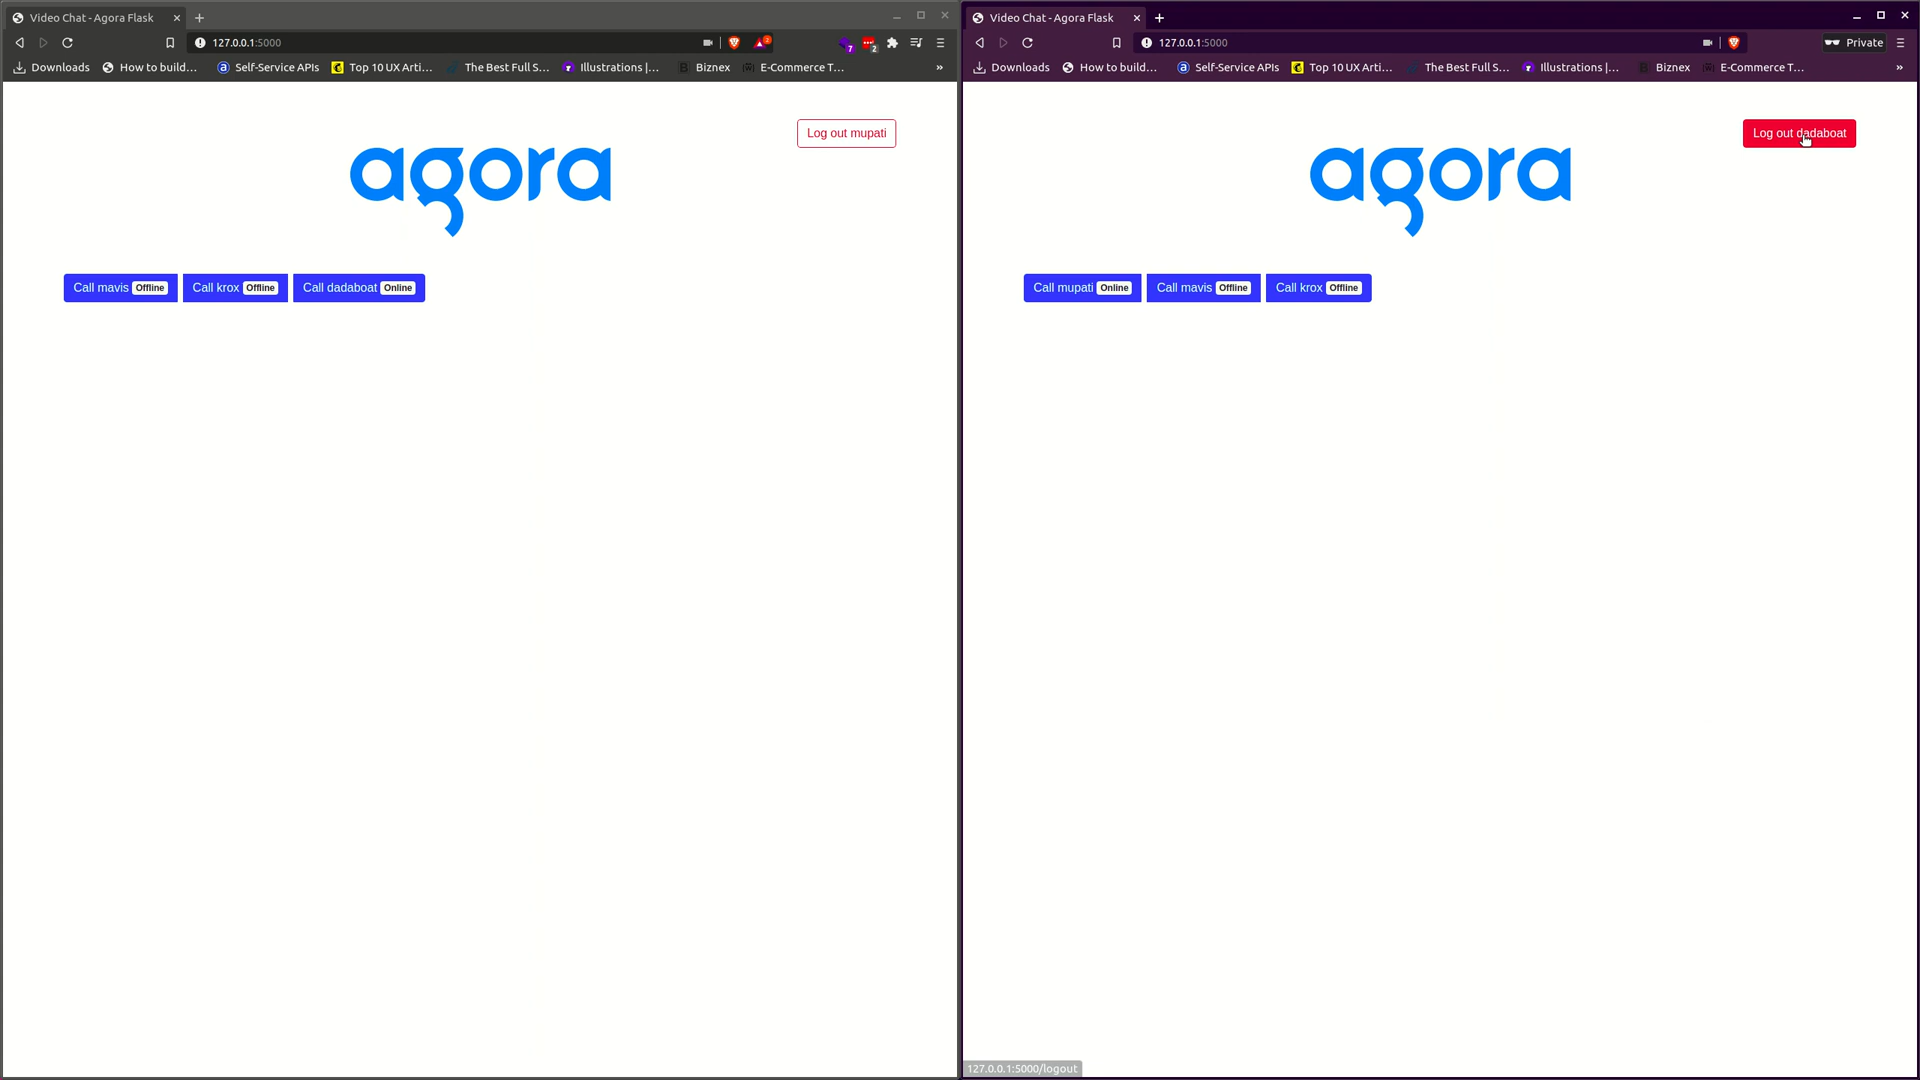 Video Chat - Agora Flask
127.0.0.1:5000
7
2
2
Downloads How to build... Self-Service APIs Top 10 UX Arti... The Best Full S... Illustrations |... Biznex E-Commerce T... »
Log out mupati
agora
Call mavis Offline Call krox Offline Call dadaboat Online
Video Chat - Agora Flask
127.0.0.1:5000
Private
Downloads How to build... Self-Service APIs Top 10 UX Arti... The Best Full S... Illustrations |... Biznex E-Commerce T... »
Log out dadaboat
agora
Call mupati Online Call mavis Offline Call krox Offline
127.0.0.1:5000/logout